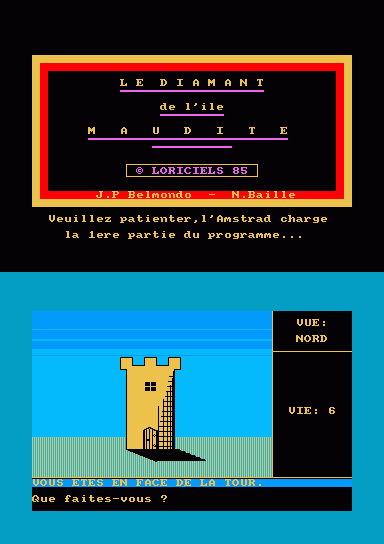 LE DIAMANT
de l'ile
MAUDITE
© LORICIELS 85
J.P Belmondo - N.Baille
Veuillez patienter,l'Amstrad charge
la 1ere partie du programme...
VUE:
NORD
VIE: 6
VOUS ETES EN FACE DE LA TOUR.
Que faites-vous ?